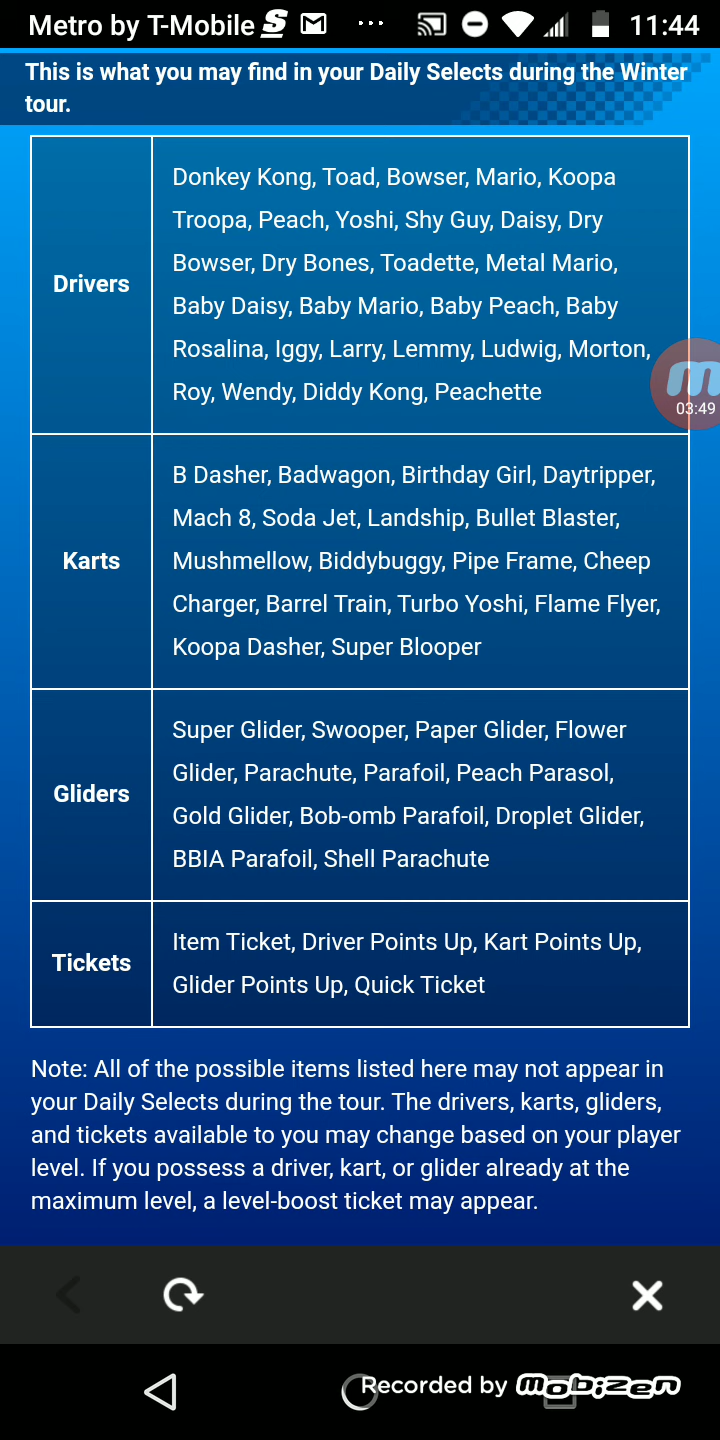 Metro by T-Mobile S M ... 11:44
This is what you may find in your Daily Selects during the Winter
tour.
Drivers
Donkey Kong, Toad, Bowser, Mario, Koopa
Troopa, Peach, Yoshi, Shy Guy, Daisy, Dry
Bowser, Dry Bones, Toadette, Metal Mario,
Baby Daisy, Baby Mario, Baby Peach, Baby
Rosalina, Iggy, Larry, Lemmy, Ludwig, Morton,
Roy, Wendy, Diddy Kong, Peachette
m
03:49
Karts
B Dasher, Badwagon, Birthday Girl, Daytripper,
Mach 8, Soda Jet, Landship, Bullet Blaster,
Mushmellow, Biddybuggy, Pipe Frame, Cheep
Charger, Barrel Train, Turbo Yoshi, Flame Flyer,
Koopa Dasher, Super Blooper
Gliders
Super Glider, Swooper, Paper Glider, Flower
Glider, Parachute, Parafoil, Peach Parasol,
Gold Glider, Bob-omb Parafoil, Droplet Glider,
BBIA Parafoil, Shell Parachute
Tickets
Item Ticket, Driver Points Up, Kart Points Up,
Glider Points Up, Quick Ticket
Note: All of the possible items listed here may not appear in
your Daily Selects during the tour. The drivers, karts, gliders,
and tickets available to you may change based on your player
level. If you possess a driver, kart, or glider already at the
maximum level, a level-boost ticket may appear.
Recorded by mobizen